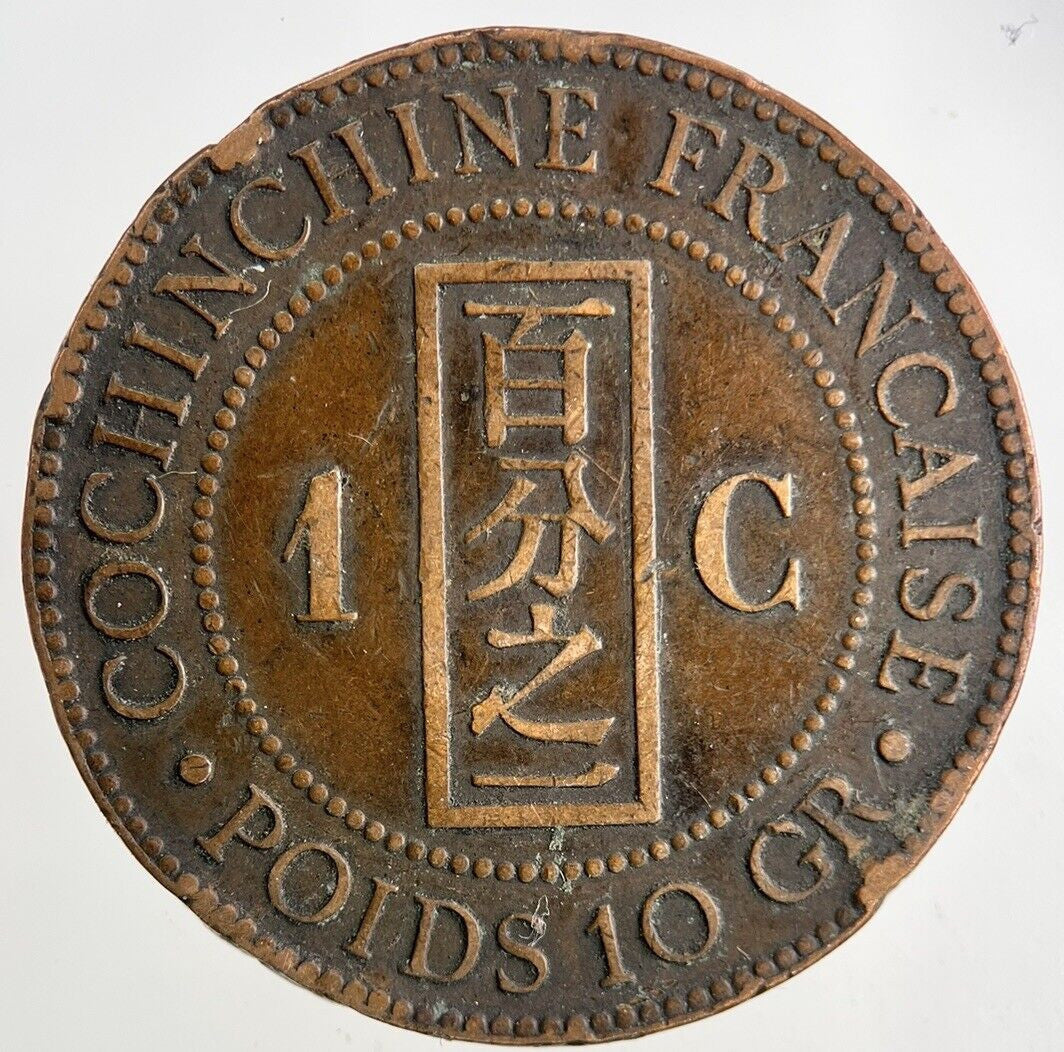 COCHINCHINE FRANCAISE
1
百分之一
C
• POIDS 10 GR •